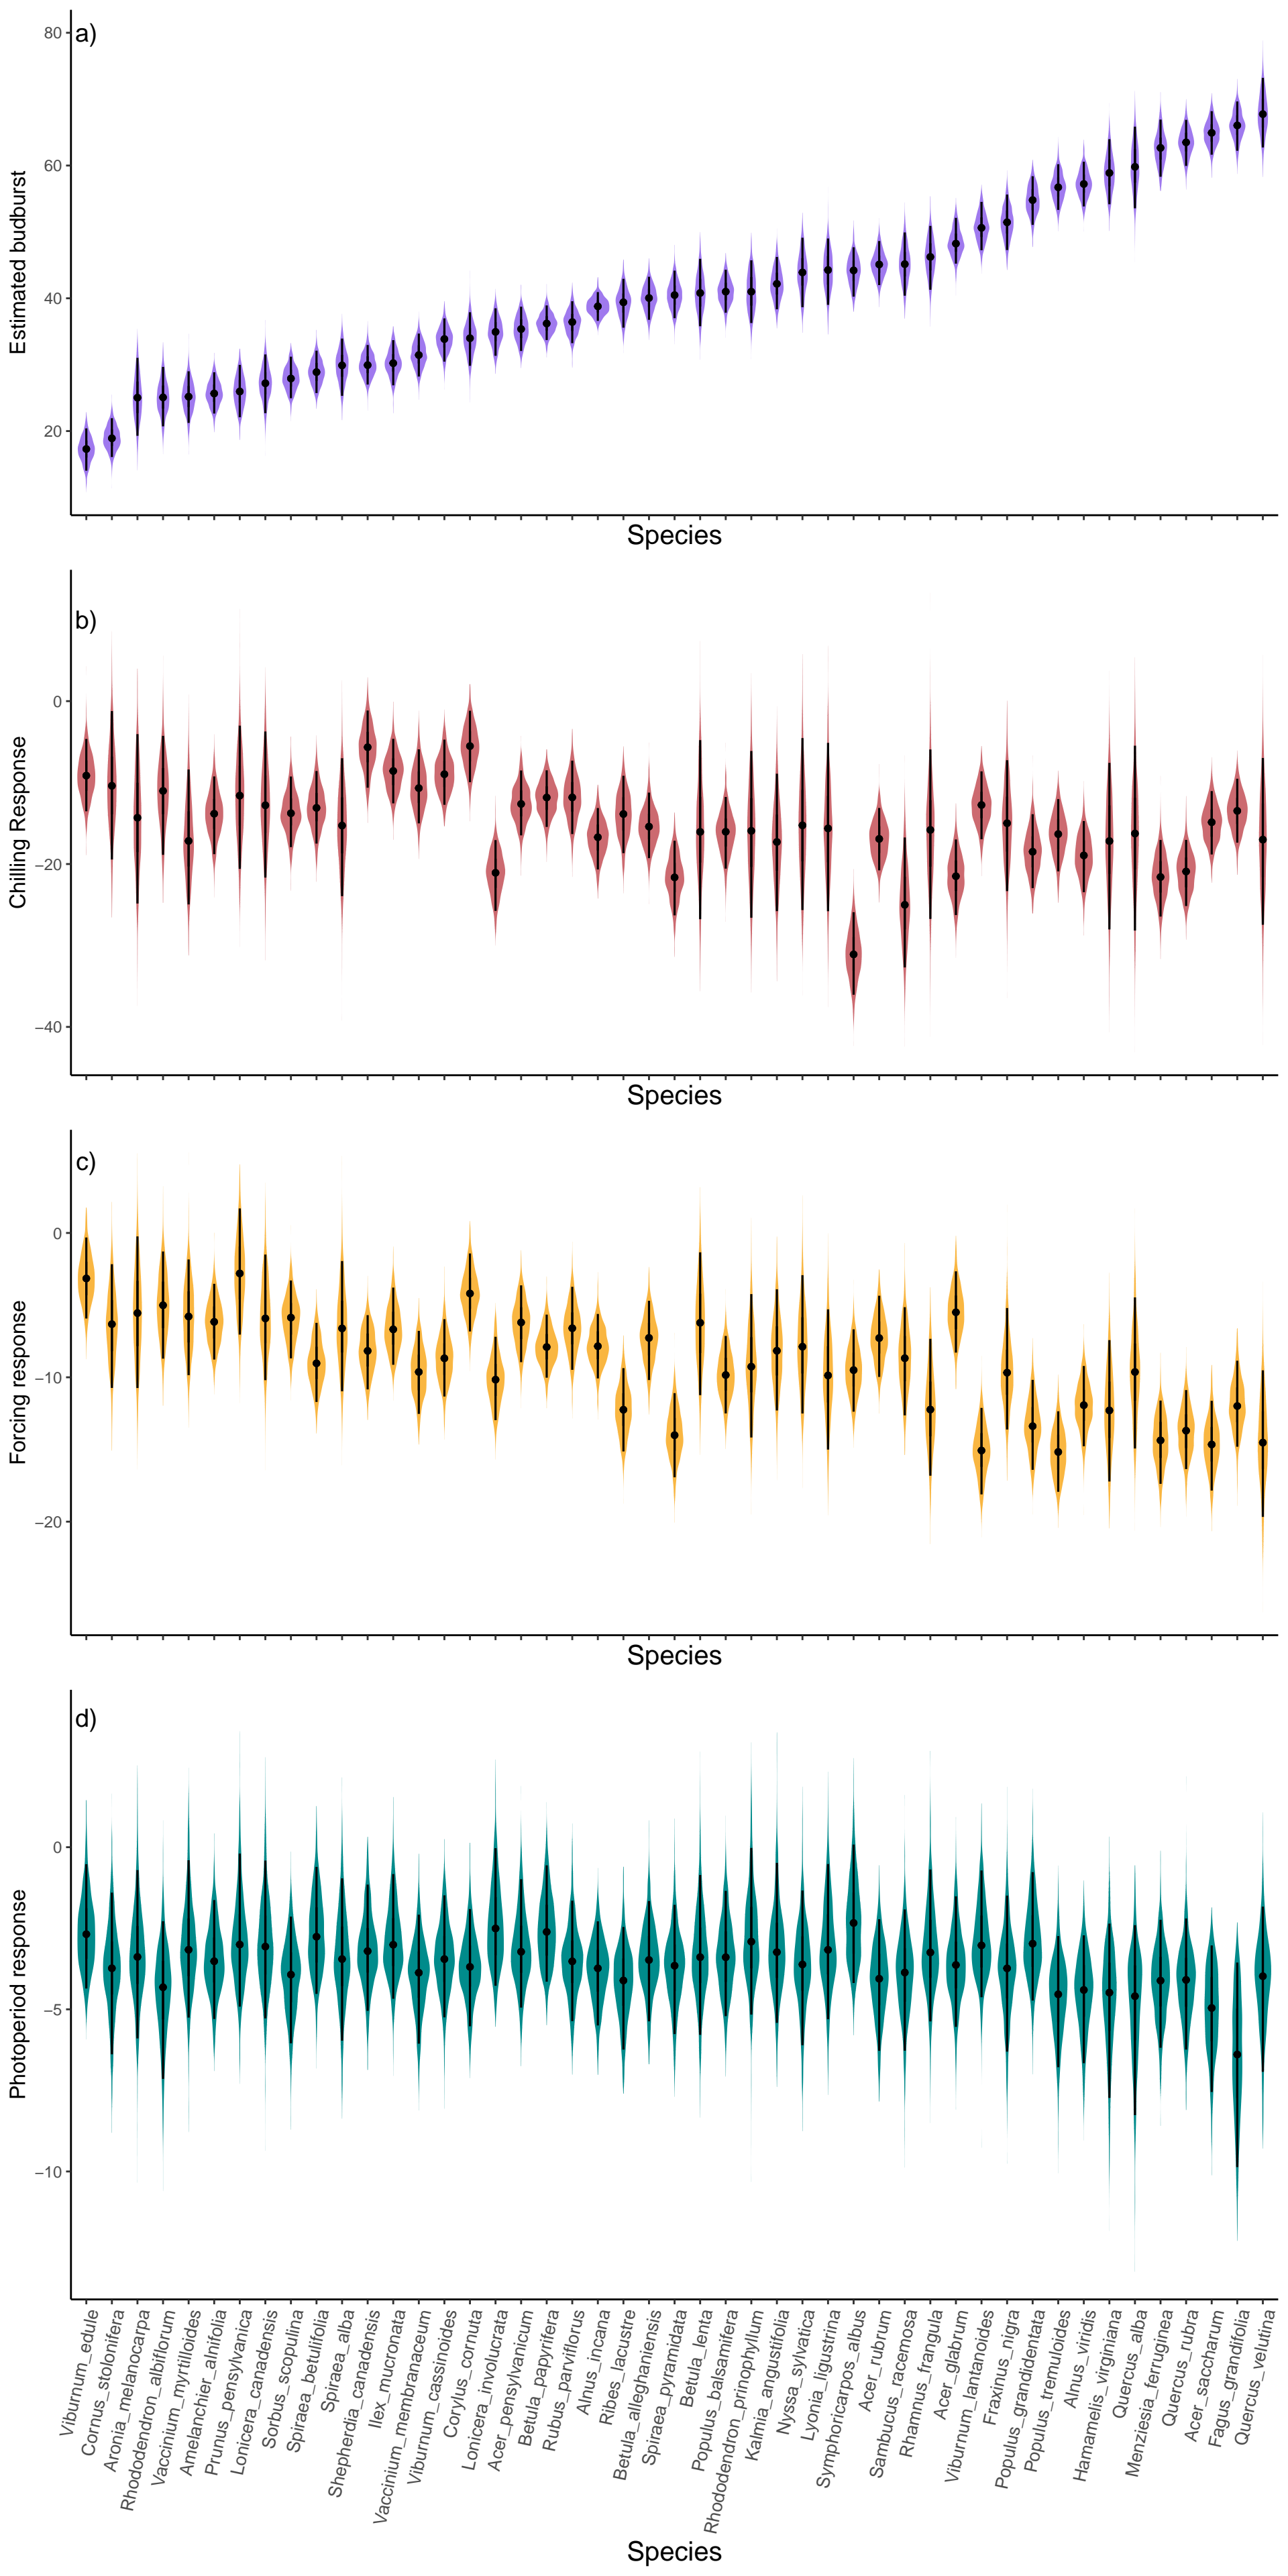 a)
80
60
40
20
Estimated budburst
Species
b)
0
−20
−40
Chilling Response
Species
c)
0
−10
−20
Forcing response
Species
d)
0
−5
−10
Photoperiod response
Viburnum_edule
Cornus_stolonifera
Aronia_melanocarpa
Rhododendron_albiflorum
Vaccinium_myrtilloides
Amelanchier_alnifolia
Prunus_pensylvanica
Lonicera_canadensis
Sorbus_scopulina
Spiraea_betulifolia
Spiraea_alba
Shepherdia_canadensis
Ilex_mucronata
Vaccinium_membranaceum
Viburnum_cassinoides
Corylus_cornuta
Lonicera_involucrata
Acer_pensylvanicum
Betula_papyrifera
Rubus_parviflorus
Alnus_incana
Ribes_lacustre
Betula_alleghaniensis
Spiraea_pyramidata
Betula_lenta
Populus_balsamifera
Rhododendron_prinophyllum
Kalmia_angustifolia
Nyssa_sylvatica
Lyonia_ligustrina
Symphoricarpos_albus
Acer_rubrum
Sambucus_racemosa
Rhamnus_frangula
Acer_glabrum
Viburnum_lantanoides
Fraxinus_nigra
Populus_grandidentata
Populus_tremuloides
Alnus_viridis
Hamamelis_virginiana
Quercus_alba
Menziesia_ferruginea
Quercus_rubra
Acer_saccharum
Fagus_grandifolia
Quercus_velutina
Species